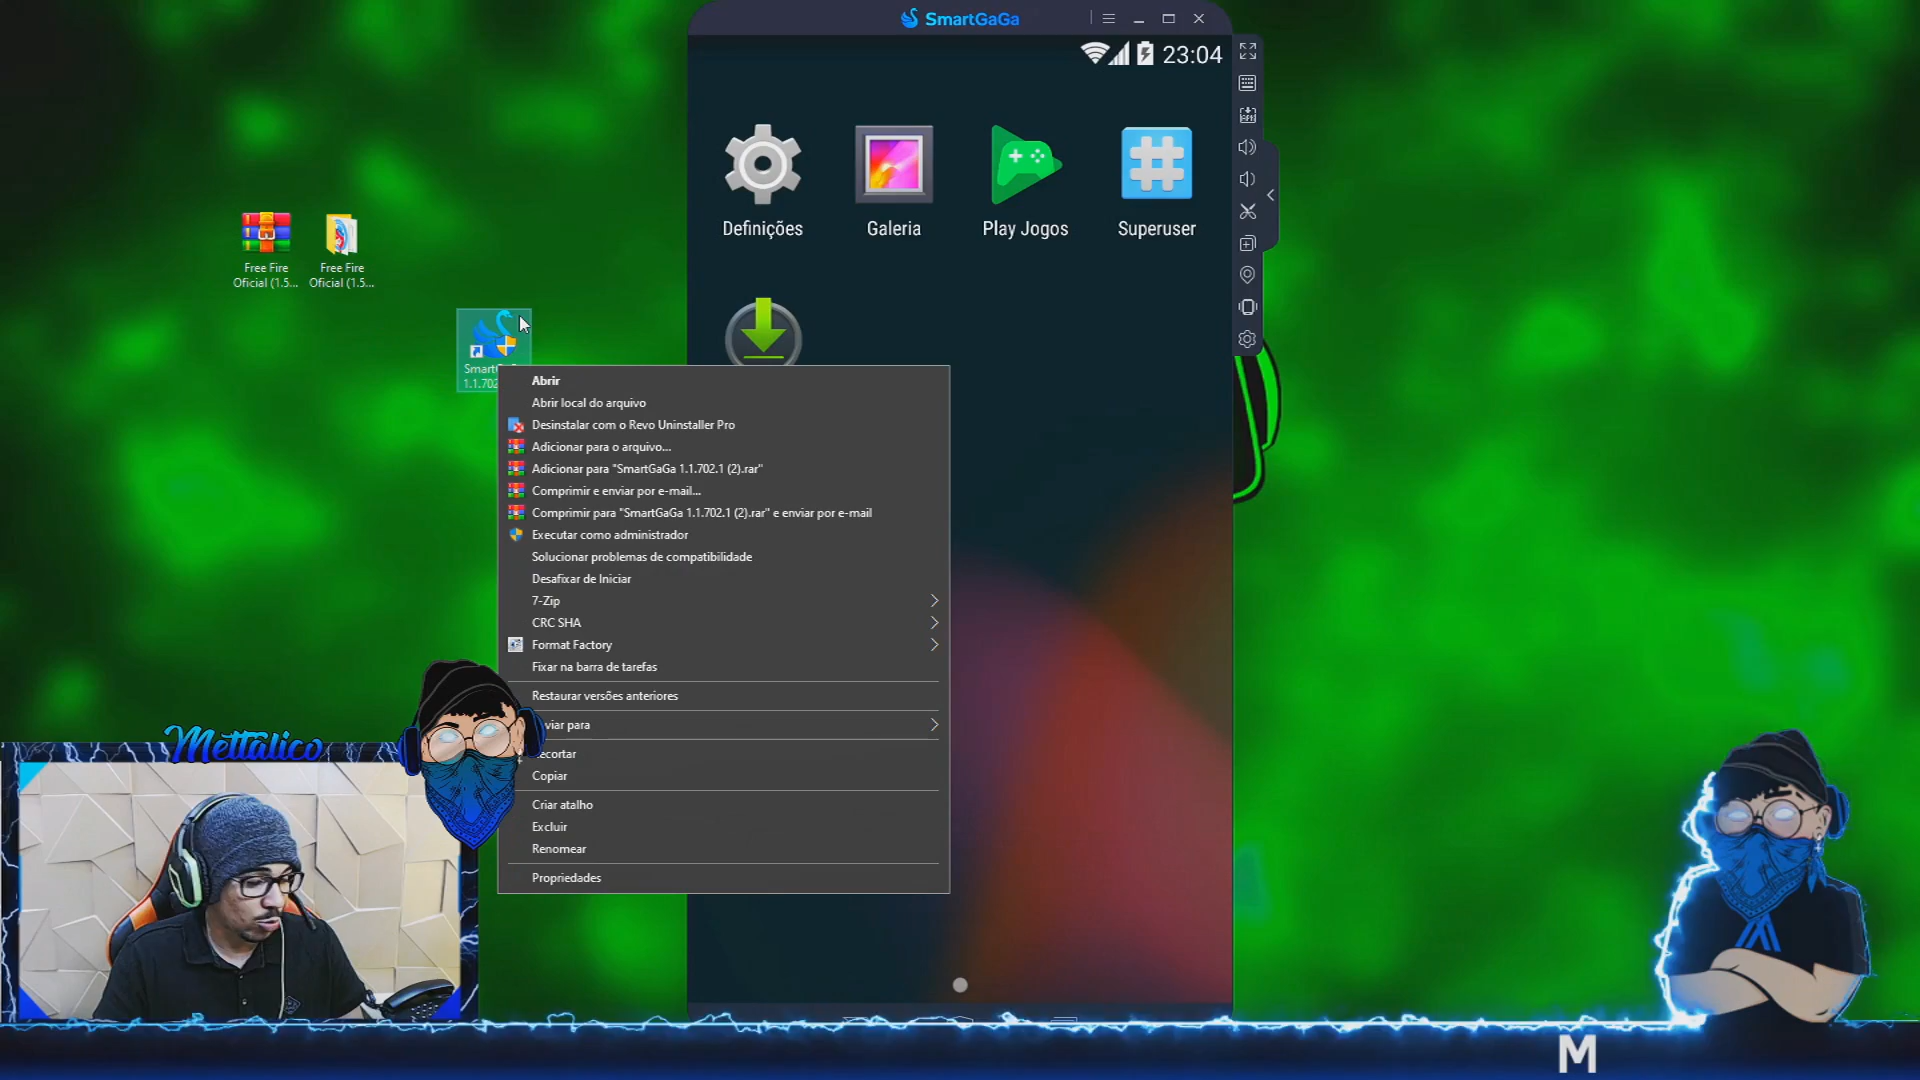 SmartGaGa
23:04
Definições
Galeria
Play Jogos
Superuser
Free Fire
Oficial (1.5...
Free Fire
Oficial (1.5...
Abrir
Abrir local do arquivo
Desinstalar com o Revo Uninstaller Pro
Adicionar para o arquivo...
Adicionar para "SmartGaGa 1.1.702.1 (2).rar"
Comprimir e enviar por e-mail...
Comprimir para "SmartGaGa 1.1.702.1 (2).rar" e enviar por e-mail
Executar como administrador
Solucionar problemas de compatibilidade
Desafixar de Iniciar
7-Zip
CRC SHA
Format Factory
Fixar na barra de tarefas
Restaurar versões anteriores
viar para
ecortar
Copiar
Criar atalho
Excluir
Renomear
Propriedades
Mettalico
M